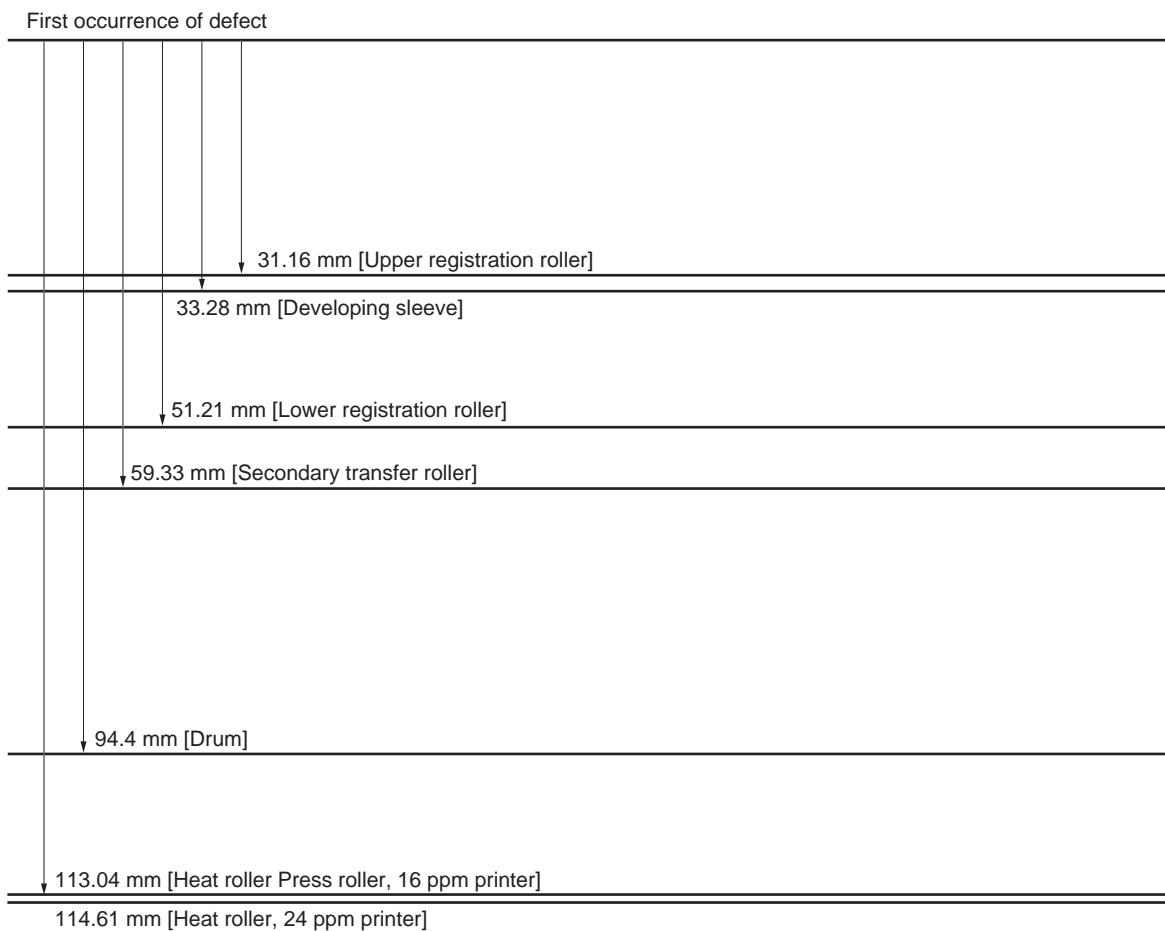 First occurrence of defect
31.16 mm [Upper registration roller]
33.28 mm [Developing sleeve]
51.21 mm [Lower registration roller]
59.33 mm [Secondary transfer roller]
94.4 mm [Drum]
113.04 mm [Heat roller Press roller, 16 ppm printer]
114.61 mm [Heat roller, 24 ppm printer]